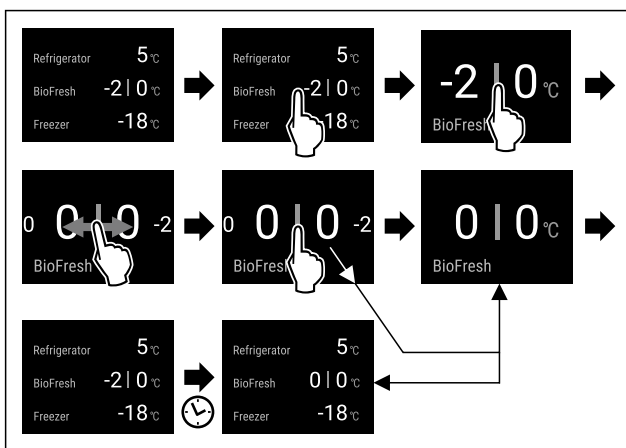 Refrigerator 5 °C
BioFresh -2 | 0 °C
Freezer -18 °C
Refrigerator 5 °C
BioFresh -2 | 0 °C
Freezer -18 °C
-2 | 0 °C
BioFresh
0 0 | 0 -2
BioFresh
0 0 | 0 -2
BioFresh
0 | 0 °C
BioFresh
Refrigerator 5 °C
BioFresh -2 | 0 °C
Freezer -18 °C
Refrigerator 5 °C
BioFresh 0 | 0 °C
Freezer -18 °C